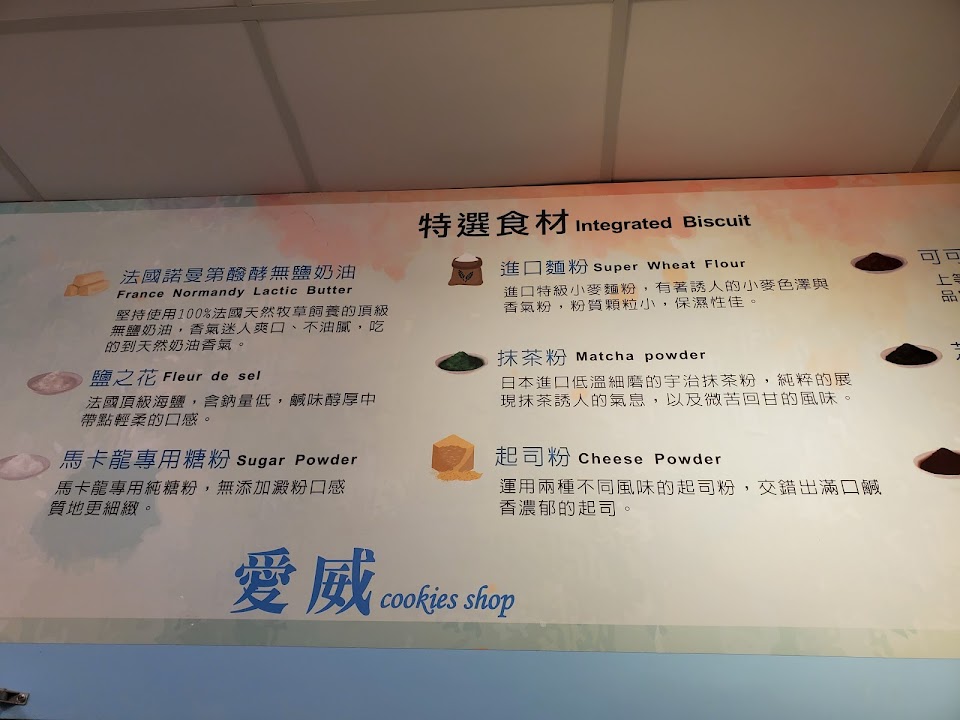 特選食材 Integrated Biscuit
法國諾曼第醱酵無鹽奶油
France Normandy Lactic Butter
堅持使用100%法國天然牧草飼養的頂級
無鹽奶油，香氣迷人爽口、不油膩，吃
的到天然奶油香氣。
鹽之花 Fleur de sel
法國頂級海鹽，含鈉量低，鹹味醇厚中
帶點輕柔的口感。
馬卡龍專用糖粉 Sugar Powder
馬卡龍專用純糖粉，無添加澱粉口感
質地更細緻。
進口麵粉 Super Wheat Flour
進口特級小麥麵粉，有著誘人的小麥色澤與
香氣粉，粉質顆粒小，保濕性佳。
抹茶粉 Matcha powder
日本進口低溫細磨的宇治抹茶粉，純粹的展
現抹茶誘人的氣息，以及微苦回甘的風味。
起司粉 Cheese Powder
運用兩種不同風味的起司粉，交錯出滿口鹹
香濃郁的起司。
可可
上等
品
愛威 cookies shop